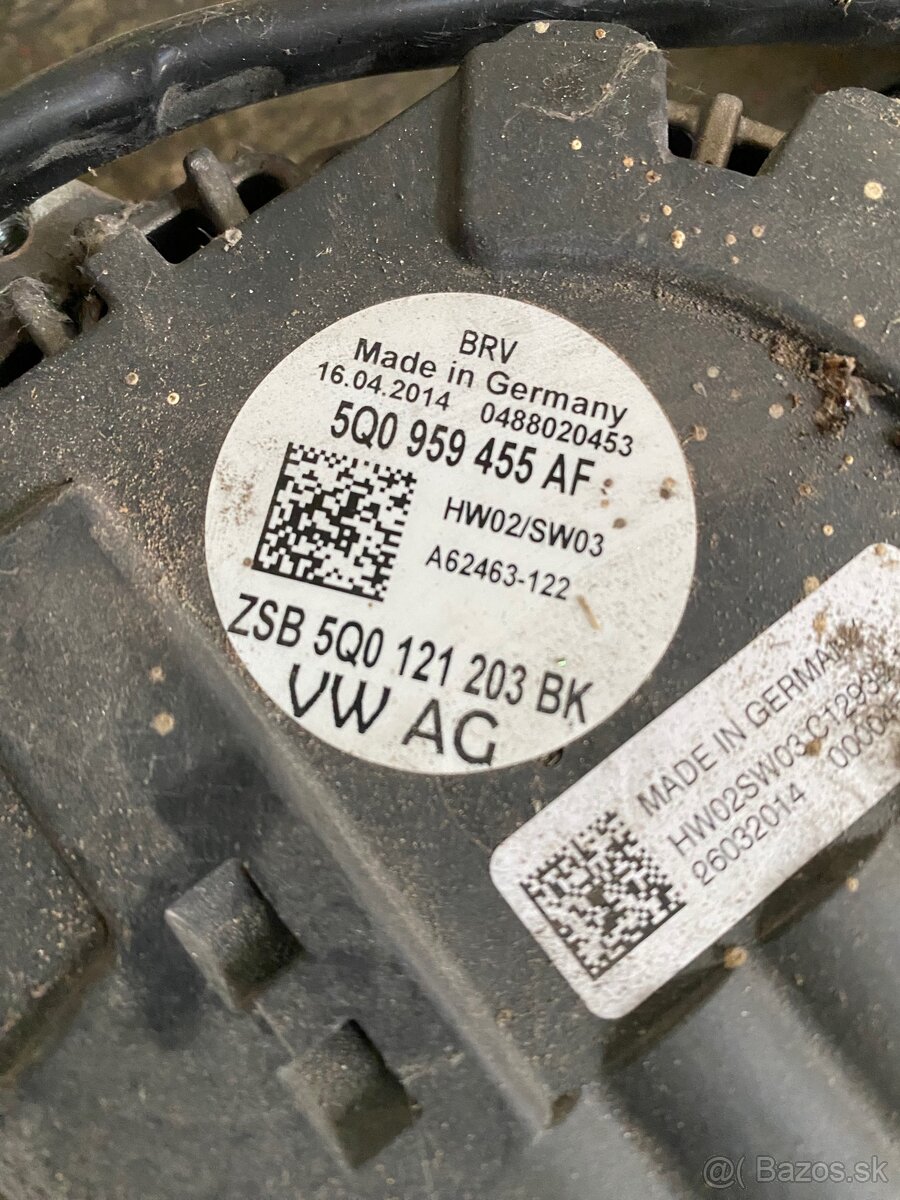 BRV
Made in Germany
16.04.2014 0488020453
5Q0 959 455 AF
HW02/SW03
A62463-122
ZSB 5Q0 121 203 BK
VW AG
MADE IN GERMANY
HW02SW03
26032014
@( Bazos.sk